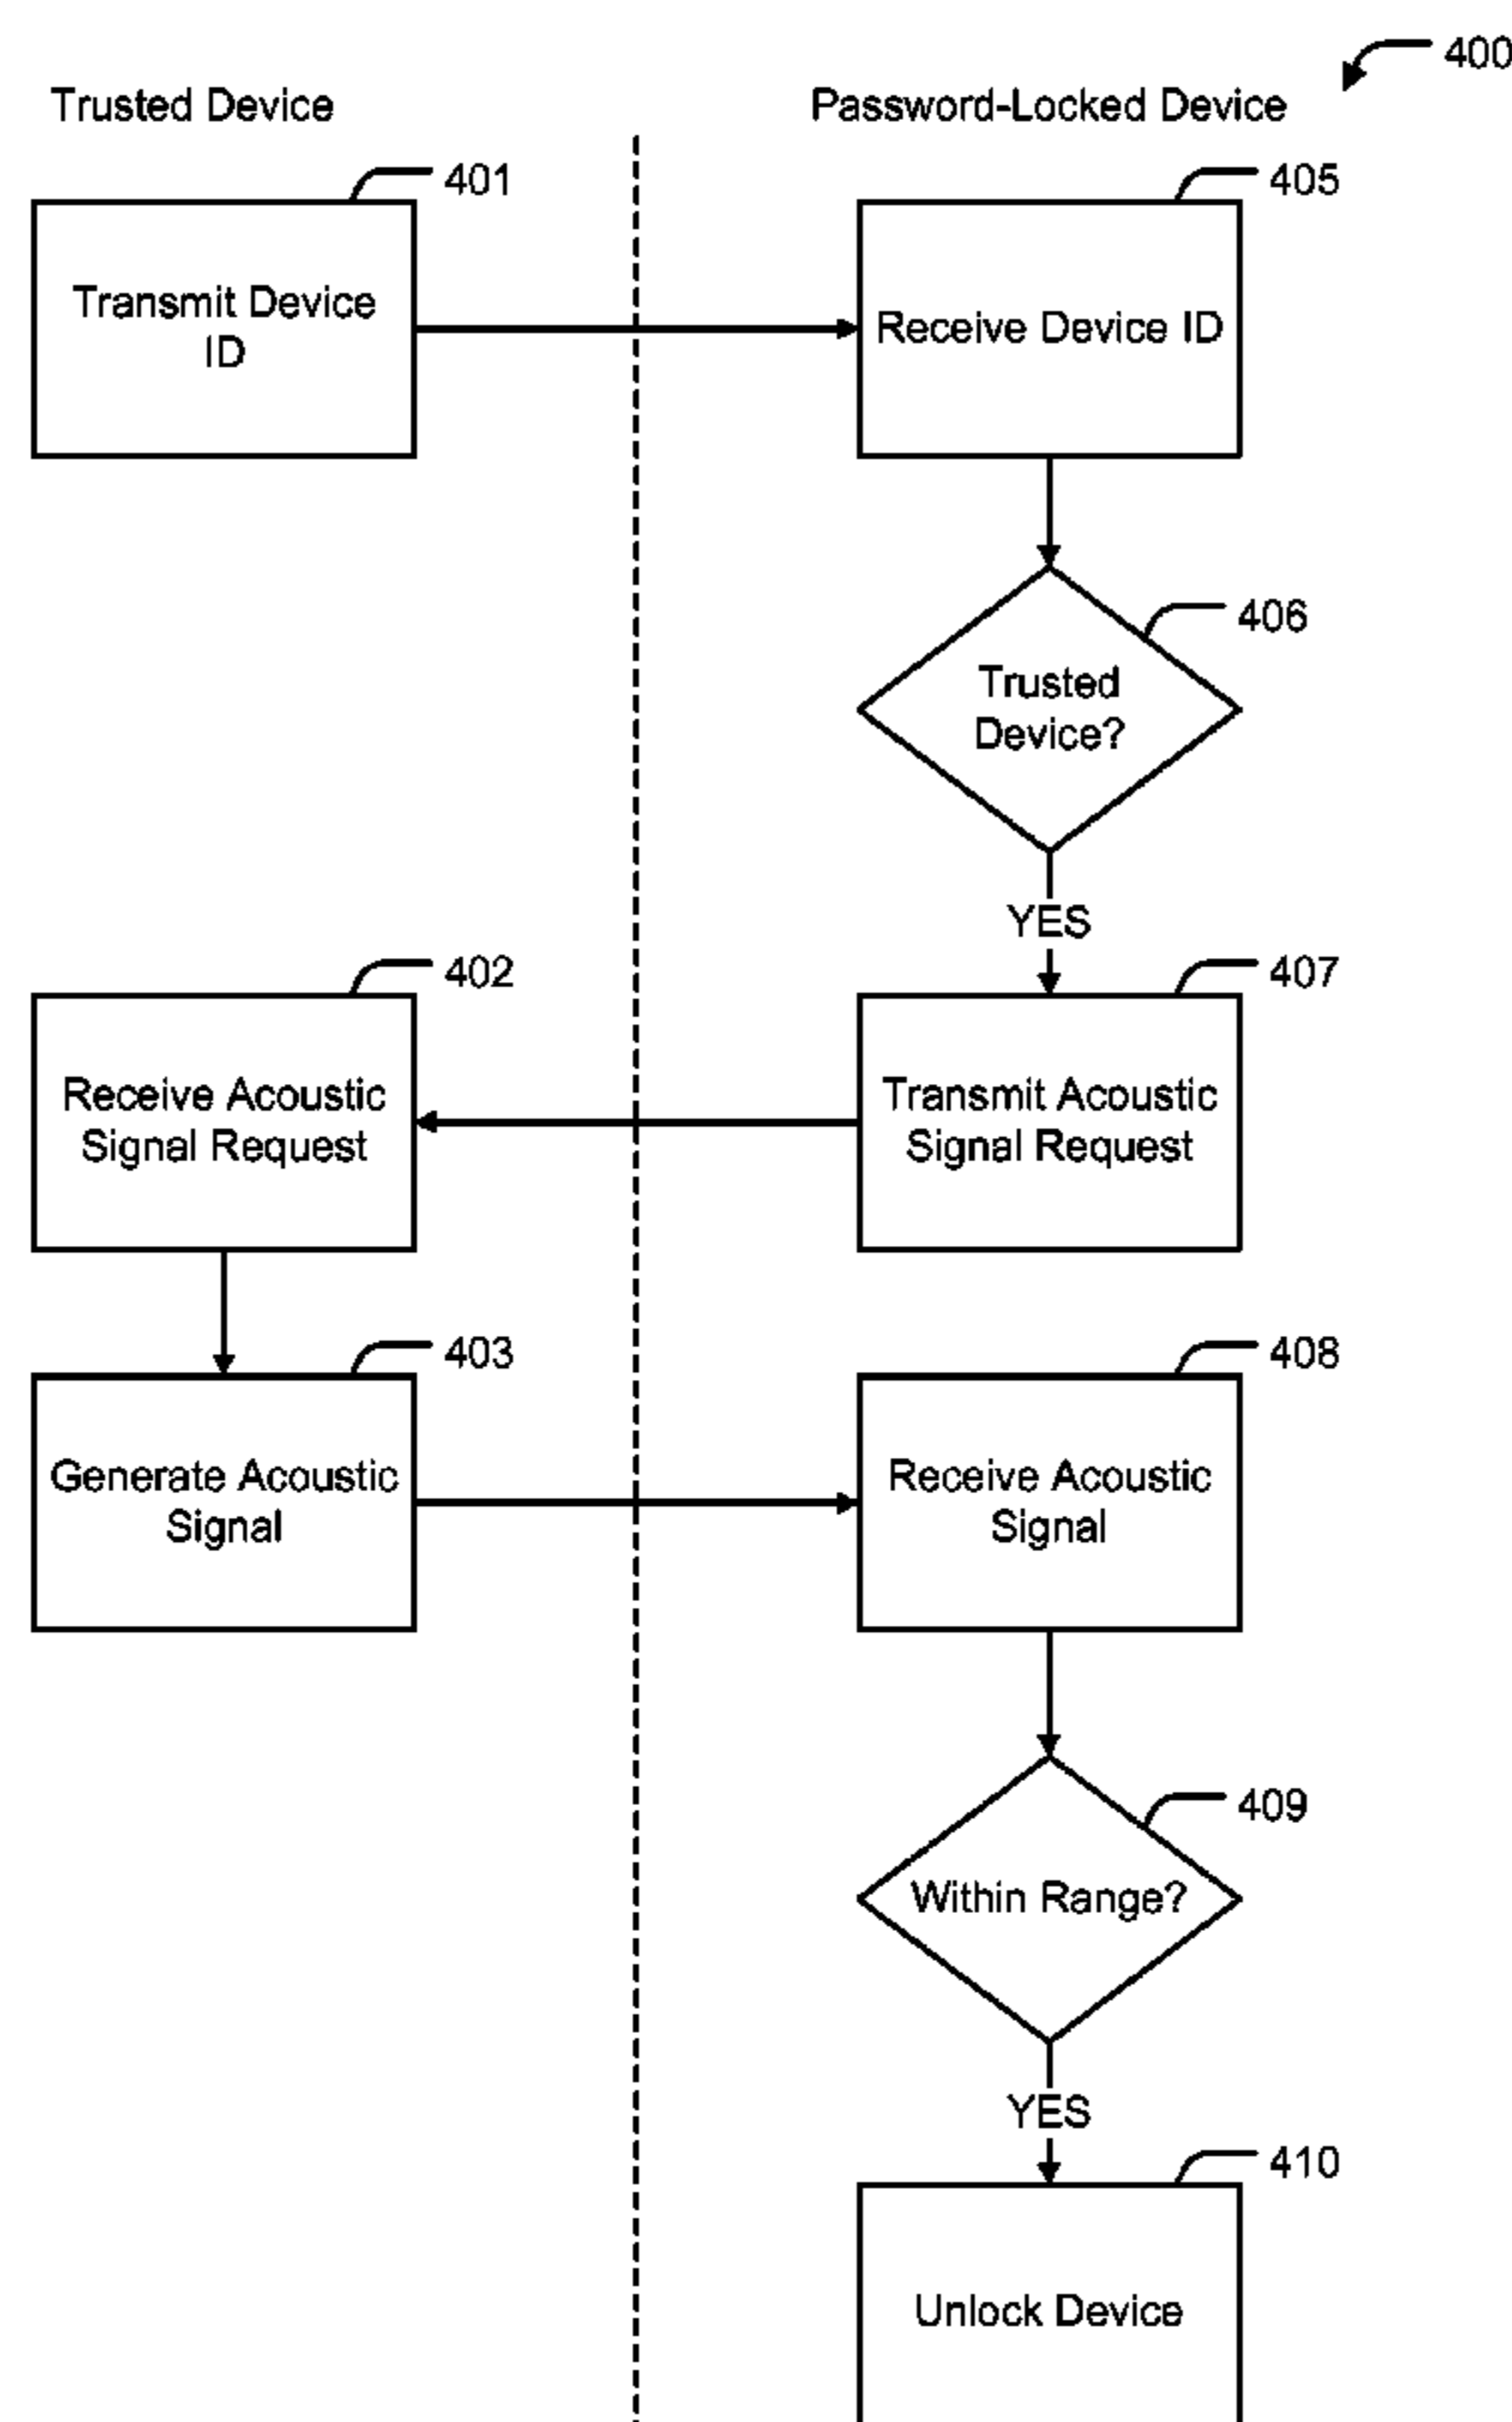 400
Trusted Device
Password-Locked Device
401
405
Transmit Device
ID
Receive Device ID
406
Trusted
Device?
YES
402
407
Receive Acoustic
Signal Request
Transmit Acoustic
Signal Request
403
408
Generate Acoustic
Signal
Receive Acoustic
Signal
409
Within Range?
YES
410
Unlock Device